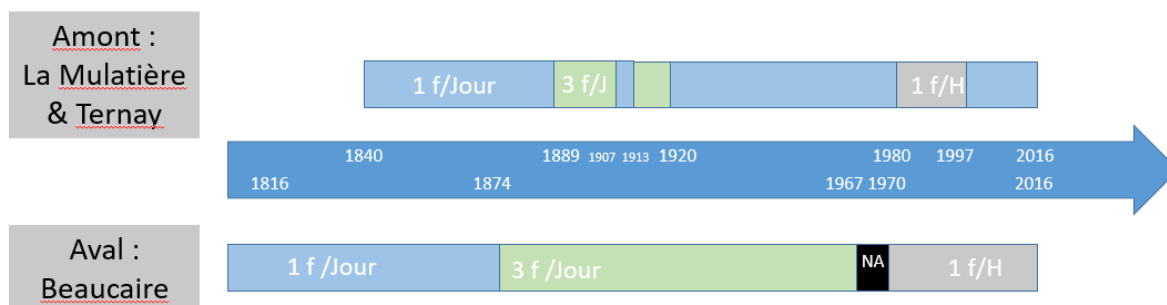 Amont :
La Mulatière
& Ternay
1 f/Jour
3 f/J
1 f/H
1840
1889
1907
1913
1920
1980
1997
2016
1816
1874
1967
1970
2016
Aval :
Beaucaire
1 f /Jour
3 f /Jour
NA
1 f/H